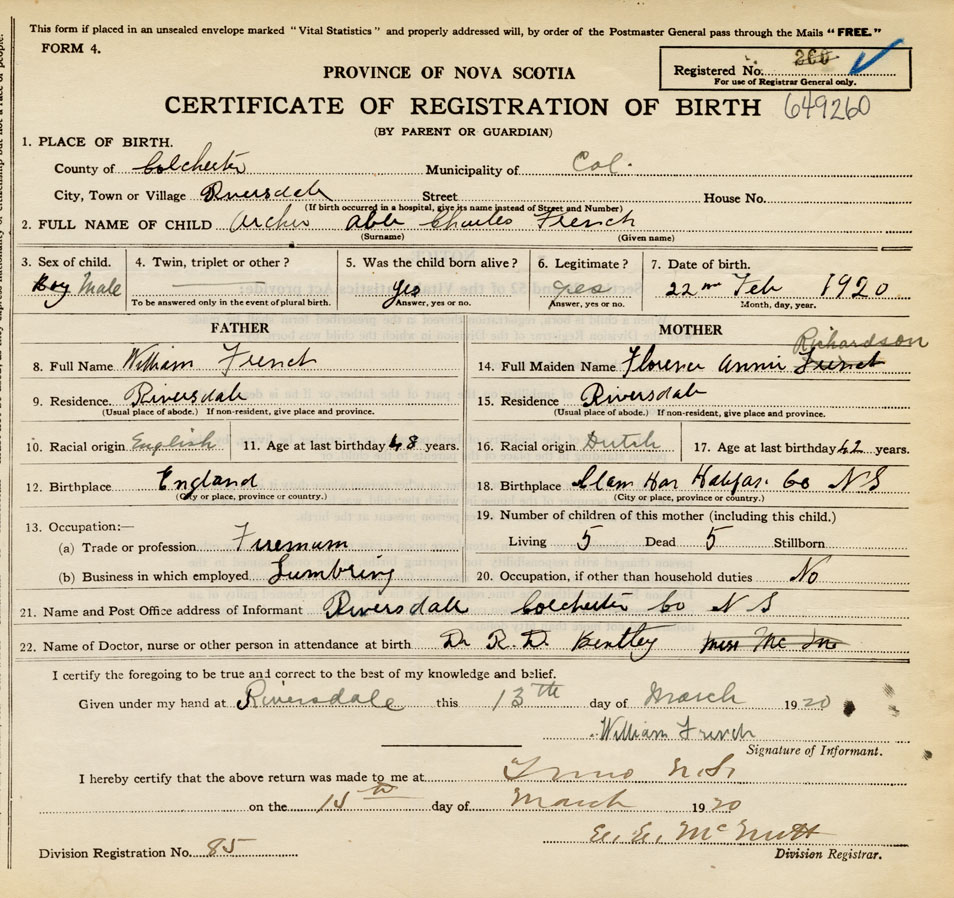 This form if placed in an unsealed envelope marked "Vital Statistics" and properly addressed will, by order of the Postmaster General pass through the Mails "FREE."
FORM 4.
PROVINCE OF NOVA SCOTIA
Registered No. 260
For use of Registrar General only.
CERTIFICATE OF REGISTRATION OF BIRTH 649260
(BY PARENT OR GUARDIAN)
1. PLACE OF BIRTH.
County of Colchester Municipality of Col.
City, Town or Village Riversdale Street House No.
(If birth occurred in a hospital, give its name instead of Street and Number)
2. FULL NAME OF CHILD Charles French
(Surname) (Given name)
3. Sex of child. 4. Twin, triplet or other? 5. Was the child born alive? 6. Legitimate? 7. Date of birth.
Boy Male yes yes 22nd Feb 1920
To be answered only in the event of plural birth. Answer, yes or no. Answer, yes or no. Month, day, year.
FATHER MOTHER
Richardson
8. Full Name William French 14. Full Maiden Name Florence Annie French
9. Residence. Riversdale 15. Residence. Riversdale
(Usual place of abode.) If non-resident, give place and province. (Usual place of abode.) If non-resident, give place and province.
10. Racial origin English 11. Age at last birthday 48 years. 16. Racial origin Dutch 17. Age at last birthday 42 years.
12. Birthplace England 18. Birthplace Clam Har Halifax Co N S
(City or place, province or country.) (City or place, province or country.)
19. Number of children of this mother (including this child.)
13. Occupation:—
(a) Trade or profession Living 5 Dead 5 Stillborn
(b) Business in which employed Lumbring 20. Occupation, if other than household duties No
21. Name and Post Office address of Informant Riversdale Colchester Co N S
22. Name of Doctor, nurse or other person in attendance at birth Dr R. D. Bentley Miss
I certify the foregoing to be true and correct to the best of my knowledge and belief.
Given under my hand at Riversdale this 13th day of March 1920
William French
Signature of Informant.
I hereby certify that the above return was made to me at Truro N.S.
on the day of March 1920
McNutt
Division Registration No. 85 Division Registrar.